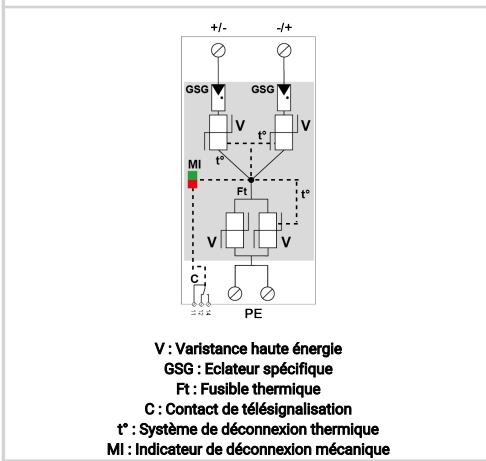 +/- -/+
GSG GSG
V V
t°
t°
MI
Ft t°
V V
C
PE
V : Varistance haute énergie
GSG : Eclateur spécifique
Ft : Fusible thermique
C : Contact de télésignalisation
t° : Système de déconnexion thermique
MI : Indicateur de déconnexion mécanique